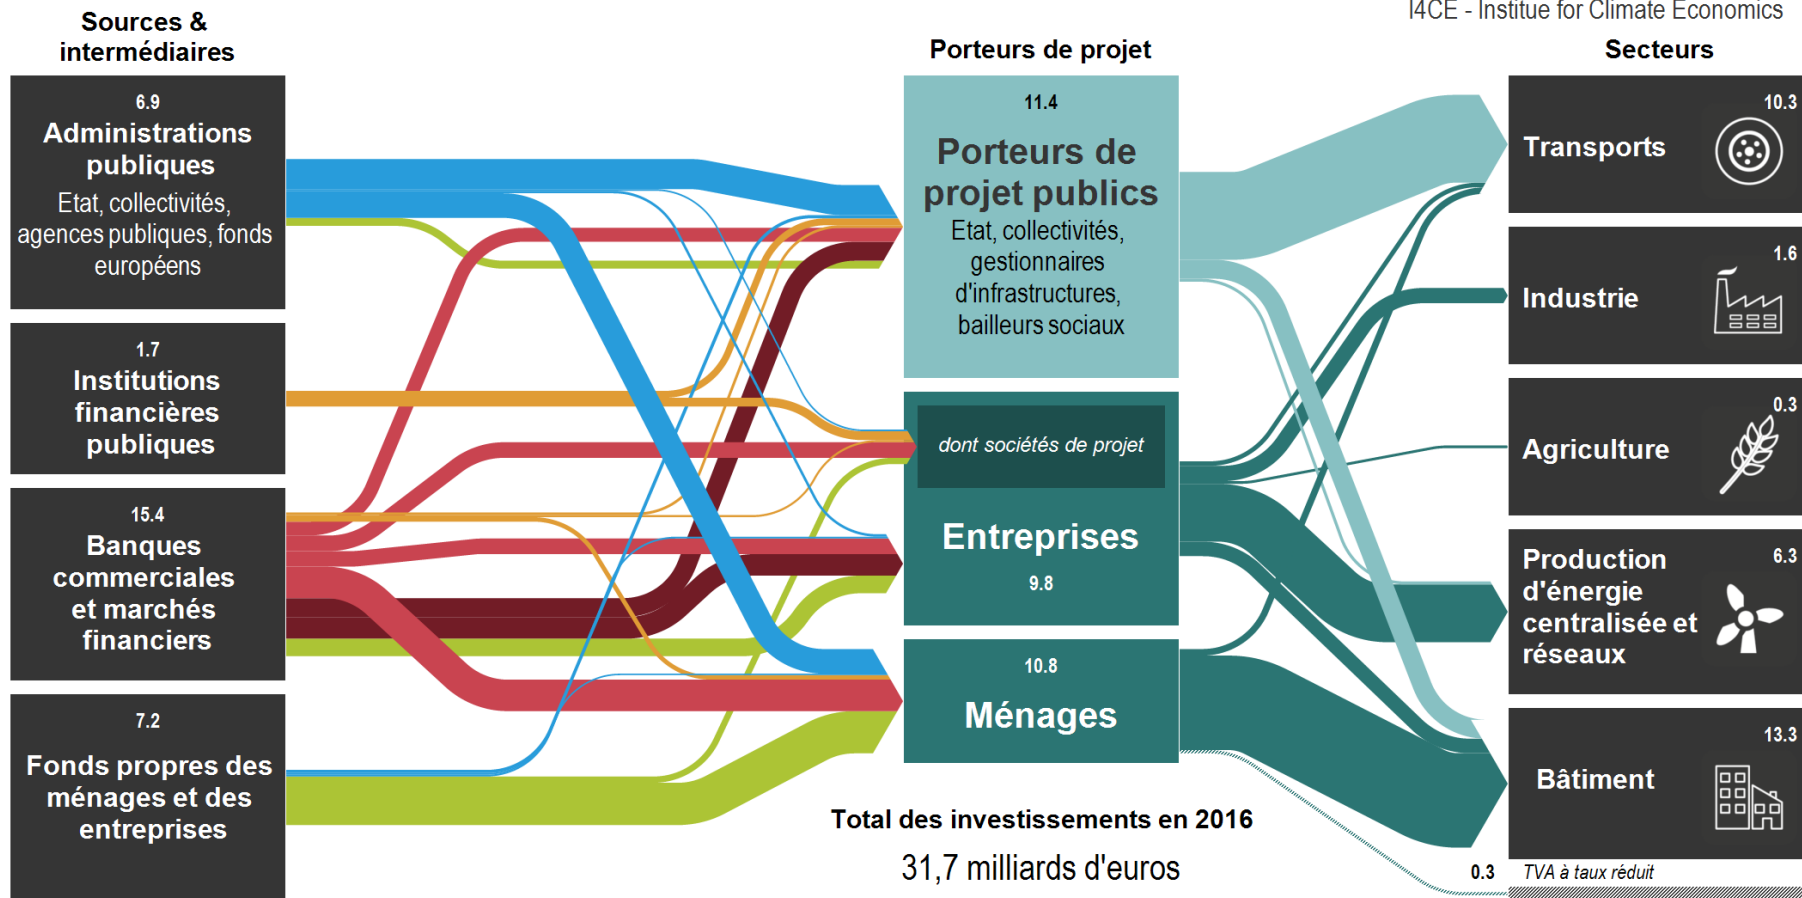 I4CE - Institue for Climate Economics
Sources &
intermédiaires
Porteurs de projet
Secteurs
6.9
Administrations
publiques
Etat, collectivités,
agences publiques, fonds
européens
1.7
Institutions
financières
publiques
15.4
Banques
commerciales
et marchés
financiers
7.2
Fonds propres des
ménages et des
entreprises
11.4
Porteurs de
projet publics
Etat, collectivités,
gestionnaires
d'infrastructures,
bailleurs sociaux
dont sociétés de projet
Entreprises
9.8
10.8
Ménages
Total des investissements en 2016
31,7 milliards d'euros
10.3
Transports
1.6
Industrie
0.3
Agriculture
6.3
Production
d'énergie
centralisée et
réseaux
13.3
Bâtiment
0.3 TVA à taux réduit